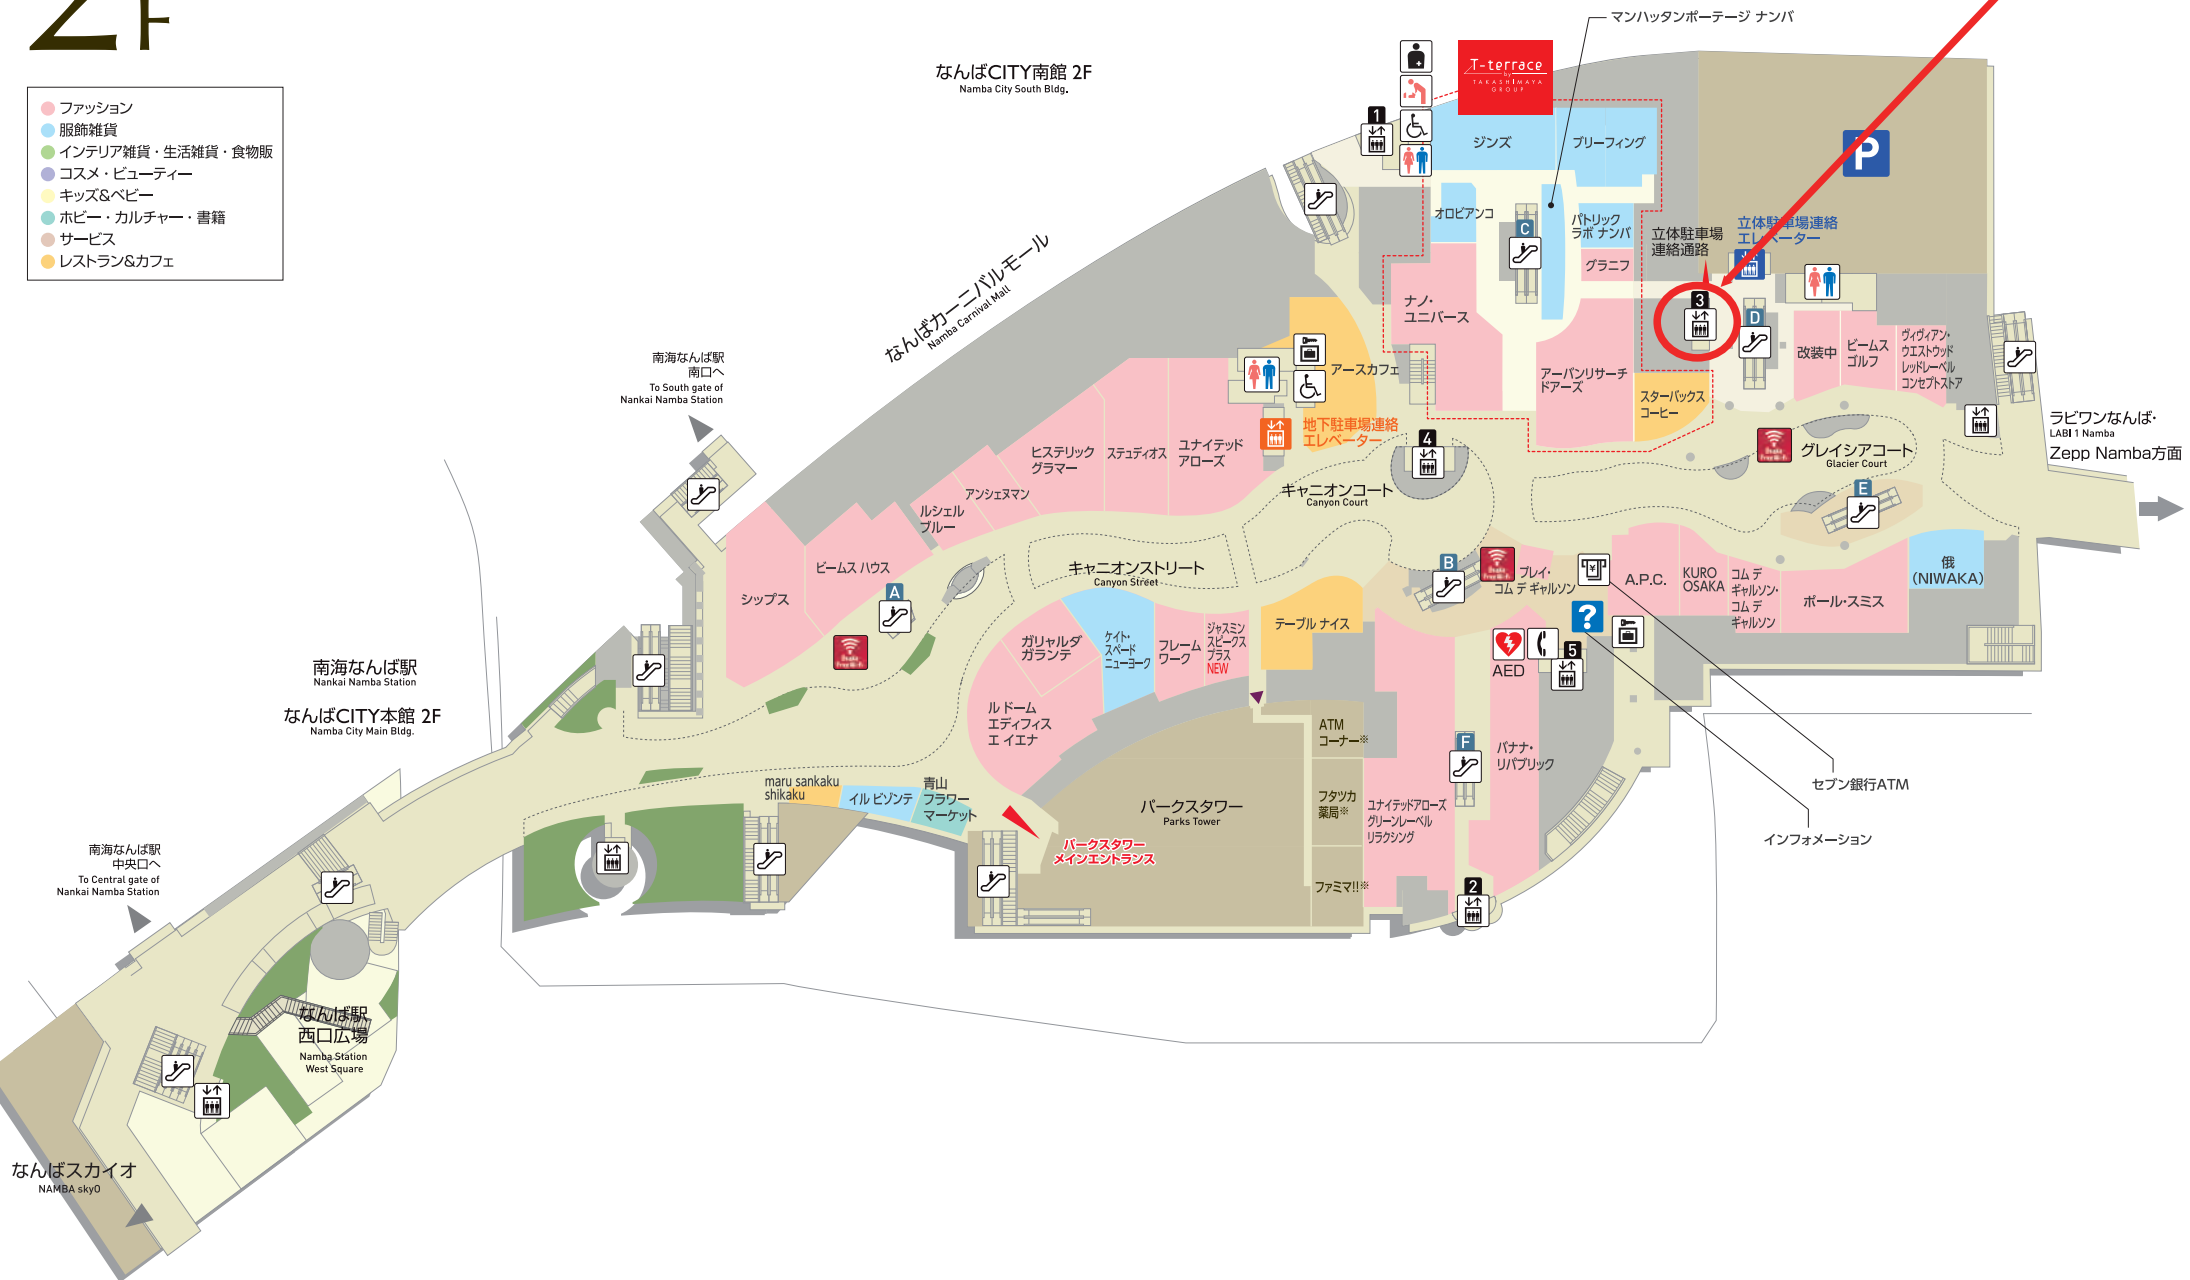 2F
ファッション
服飾雑貨
インテリア雑貨・生活雑貨・食物販
コスメ・ビューティー
キッズ&ベビー
ホビー・カルチャー・書籍
サービス
レストラン&カフェ
なんばCITY南館 2F
Namba City South Bldg.
マンハッタンポーテージ ナンバ
T-terrace
by
TAKASHIMAYA
GROUP
1
ジンズ
ブリーフィング
P
オロビアンコ
C
パトリック
ラボ ナンバ
グラニフ
立体駐車場
連絡通路
立体駐車場連絡
エレベーター
なんばカーニバルモール
Namba Carnival Mall
ナノ・
ユニバース
3
D
改装中
ビームス
ゴルフ
ヴィヴィアン・
ウエストウッド
レッドレーベル
コンセプトストア
南海なんば駅
南口へ
To South gate of
Nankai Namba Station
アースカフェ
アーバンリサーチ
ドアーズ
スターバックス
コーヒー
ラビワンなんば・
LABI 1 Namba
Zepp Namba方面
地下駐車場連絡
エレベーター
4
ヒステリック
グラマー
ステュディオス
ユナイテッド
アローズ
Osaka
Free Wi-Fi
グレイシアコート
Glacier Court
アンシェヌマン
ルシェル
ブルー
キャニオンコート
Canyon Court
E
ビームス ハウス
シップス
A
キャニオンストリート
Canyon Street
B
Osaka
Free Wi-Fi
プレイ・
コム デ ギャルソン
A.P.C.
KURO
OSAKA
コム デ
ギャルソン・
コム デ
ギャルソン
ポール・スミス
俄
(NIWAKA)
Osaka
Free Wi-Fi
ガリャルダ
ガランテ
ケイト・
スペード
ニューヨーク
フレーム
ワーク
ジャスミン
スピークス
プラス
NEW
テーブル ナイス
?
AED
5
南海なんば駅
Nankai Namba Station
なんばCITY本館 2F
Namba City Main Bldg.
ル ドーム
エディフィス
エ イエナ
ATM
コーナー※
F
バナナ・
リパブリック
セブン銀行ATM
maru sankaku
shikaku
イル ビゾンテ
青山
フラワー
マーケット
パークスタワー
Parks Tower
フタツカ
薬局※
ユナイテッドアローズ
グリーンレーベル
リラクシング
インフォメーション
パークスタワー
メインエントランス
ファミマ!!※
2
南海なんば駅
中央口へ
To Central gate of
Nankai Namba Station
なんば駅
西口広場
Namba Station
West Square
なんばスカイオ
NAMBA skyO